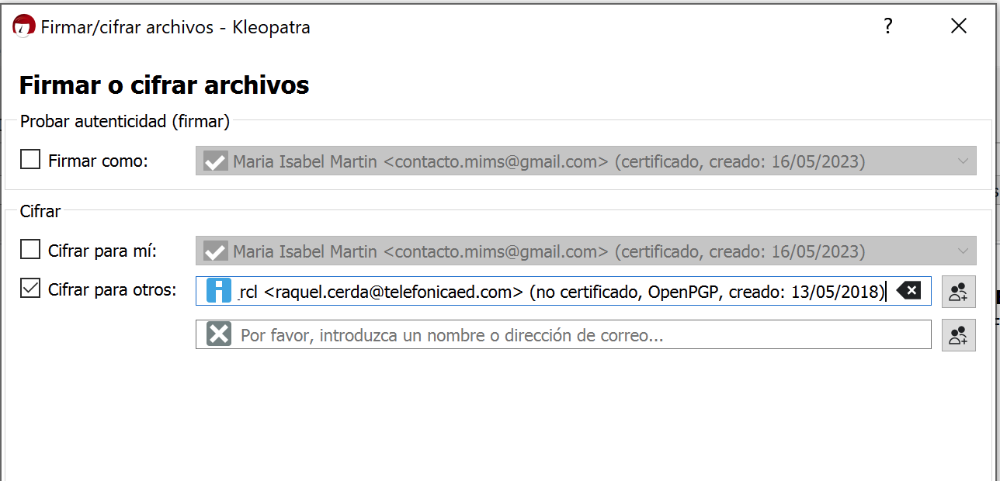 Firmar/cifrar archivos - Kleopatra
?
Firmar o cifrar archivos
Probar autenticidad (firmar)
Firmar como: Maria Isabel Martin <contacto.mims@gmail.com> (certificado, creado: 16/05/2023)
Cifrar
Cifrar para mí: Maria Isabel Martin <contacto.mims@gmail.com> (certificado, creado: 16/05/2023)
Cifrar para otros: _rcl <raquel.cerda@telefonicaed.com> (no certificado, OpenPGP, creado: 13/05/2018)
Por favor, introduzca un nombre o dirección de correo...